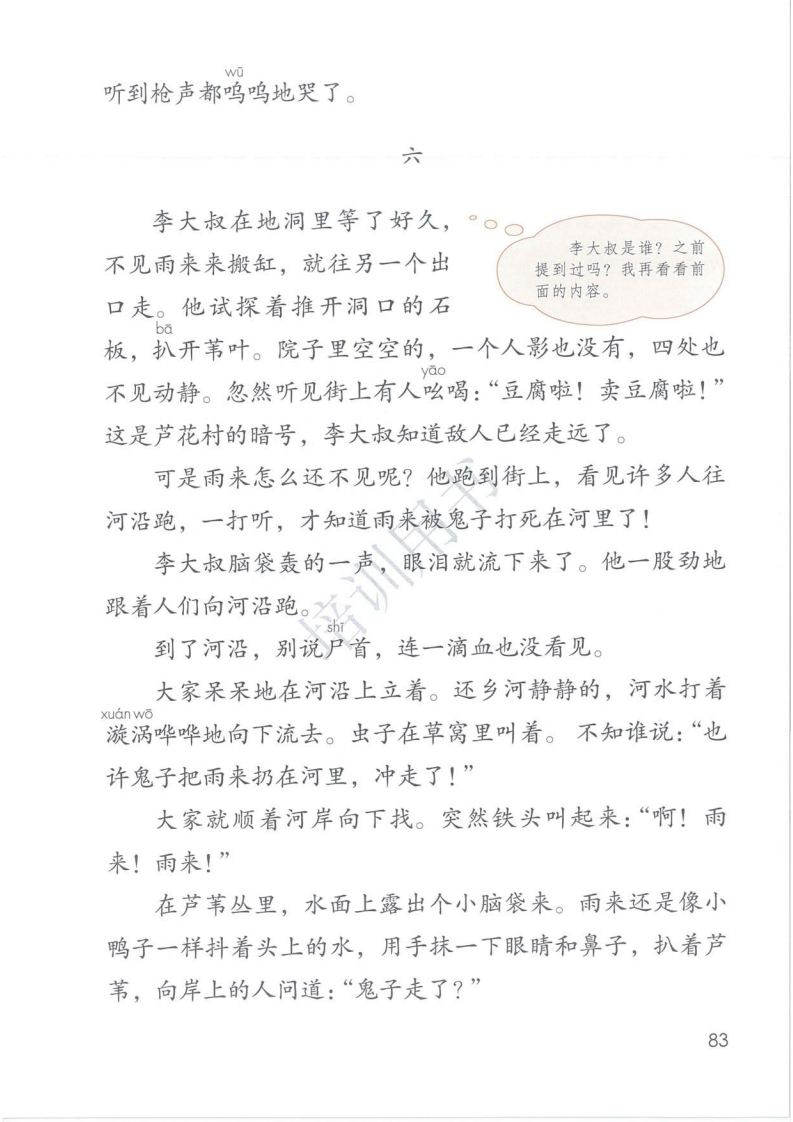 wū
听到枪声都呜呜地哭了。
六
李大叔在地洞里等了好久，
不见雨来来搬缸，就往另一个出
口走。他试探着推开洞口的石
bā
板，扒开苇叶。院子里空空的，一个人影也没有，四处也
yāo
不见动静。忽然听见街上有人吆喝：“豆腐啦！卖豆腐啦！”
这是芦花村的暗号，李大叔知道敌人已经走远了。
可是雨来怎么还不见呢？他跑到街上，看见许多人往
河沿跑，一打听，才知道雨来被鬼子打死在河里了！
李大叔脑袋轰的一声，眼泪就流下来了。他一股劲地
跟着人们向河沿跑。
shī
到了河沿，别说尸首，连一滴血也没看见。
大家呆呆地在河沿上立着。还乡河静静的，河水打着
xuán wō
漩涡哗哗地向下流去。虫子在草窝里叫着。不知谁说：“也
许鬼子把雨来扔在河里，冲走了！”
大家就顺着河岸向下找。突然铁头叫起来：“啊！雨
来！雨来！”
在芦苇丛里，水面上露出个小脑袋来。雨来还是像小
鸭子一样抖着头上的水，用手抹一下眼睛和鼻子，扒着芦
苇，向岸上的人问道：“鬼子走了？”
李大叔是谁？之前
提到过吗？我再看看前
面的内容。
培训用书
83